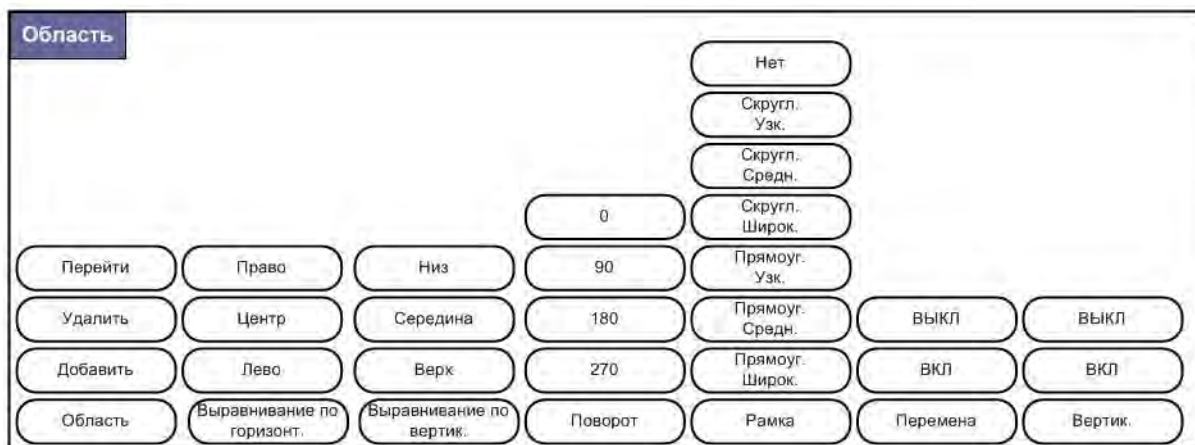 Область
Нет
Скругл.
Узк.
Скругл.
Средн.
0
Скругл.
Широк.
Перейти
Право
Низ
90
Прямоуг.
Узк.
Удалить
Центр
Середина
180
Прямоуг.
Средн.
ВЫКЛ
ВЫКЛ
Добавить
Лево
Верх
270
Прямоуг.
Широк.
ВКЛ
ВКЛ
Область
Выравнивание по
горизонт.
Выравнивание по
вертик.
Поворот
Рамка
Перемена
Вертик.